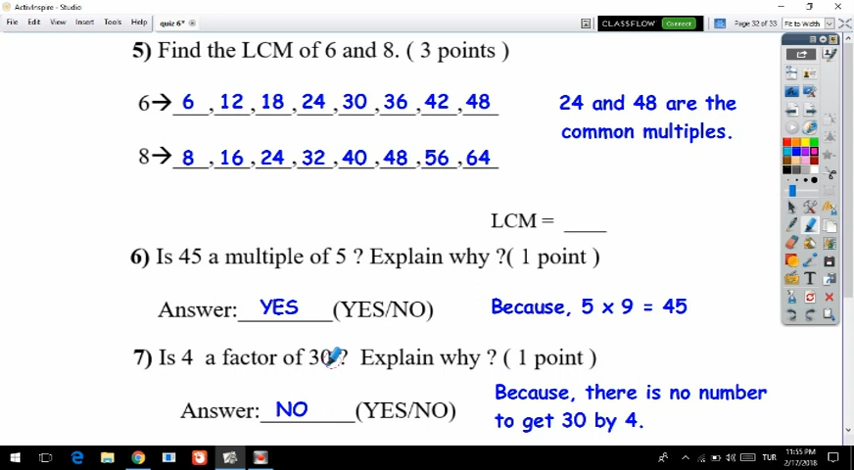 ActivInspire - Studio
File Edit View Insert Tools Help quiz 6* CLASSFLOW Connect Page 32 of 33 Fit to Width
5) Find the LCM of 6 and 8. ( 3 points )
6→ 6 , 12 , 18 , 24 , 30 , 36 , 42 , 48
24 and 48 are the
common multiples.
8→ 8 , 16 , 24 , 32 , 40 , 48 , 56 , 64
LCM = ____
6) Is 45 a multiple of 5 ? Explain why ?( 1 point )
Answer: YES (YES/NO) Because, 5 x 9 = 45
7) Is 4 a factor of 30 ? Explain why ? ( 1 point )
Because, there is no number
Answer: NO (YES/NO)
to get 30 by 4.
TUR
11:55 PM
2/17/2018